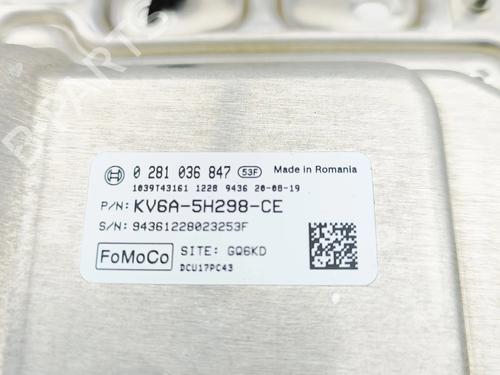 0 281 036 847 53F Made in Romania
1039T43161 1228 9436 20-08-19
P/N: KV6A-5H298-CE
S/N: 94361228023253F
FoMoCo SITE: GQ6KD
DCU17PC43
B-PARTS